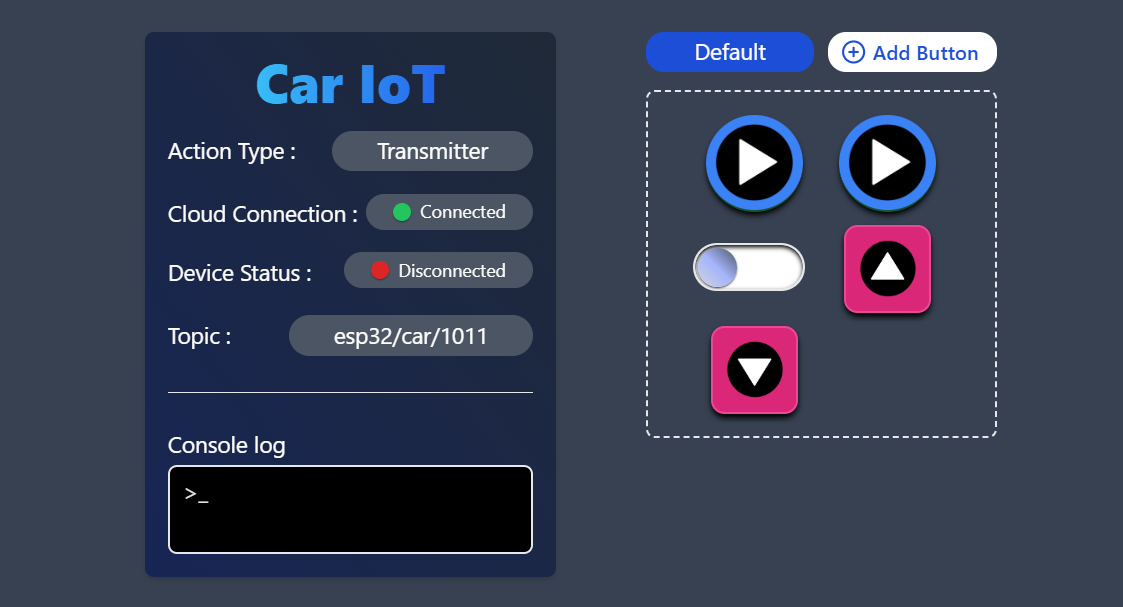 Car IoT
Action Type : Transmitter
Cloud Connection : Connected
Device Status : Disconnected
Topic : esp32/car/1011
Console log
>_
Default
Add Button